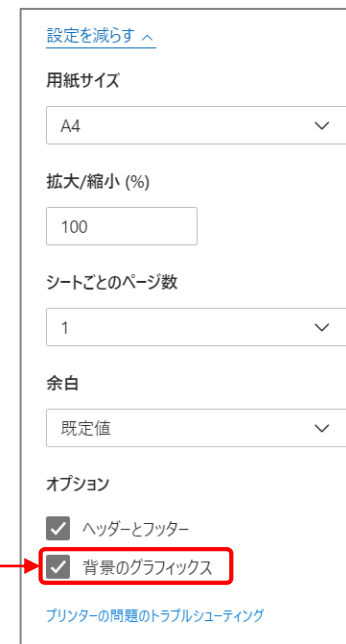 設定を減らす
用紙サイズ
A4
拡大/縮小 (%)
100
シートごとのページ数
1
余白
既定値
オプション
ヘッダーとフッター
背景のグラフィックス
プリンターの問題のトラブルシューティング